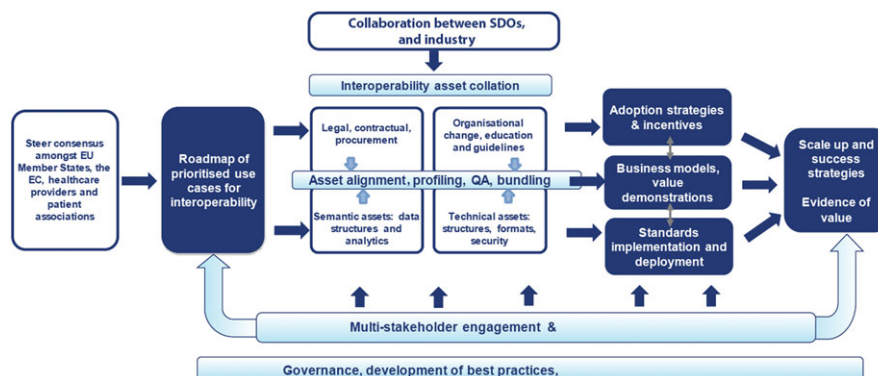 Collaboration between SDOs,
and industry
Interoperability asset collation
Steer consensus
amongst EU
Member States, the
EC, healthcare
providers and
patient
associations
Roadmap of
prioritised use
cases for
interoperability
Legal, contractual,
procurement
Organisational
change, education
and guidelines
Asset alignment, profiling, QA, bundling
Semantic assets: data
structures and
analytics
Technical assets:
structures, formats,
security
Adoption strategies
& incentives
Business models,
value
demonstrations
Standards
implementation and
deployment
Scale up and
success
strategies
Evidence of
value
Multi-stakeholder engagement &
Governance, development of best practices,